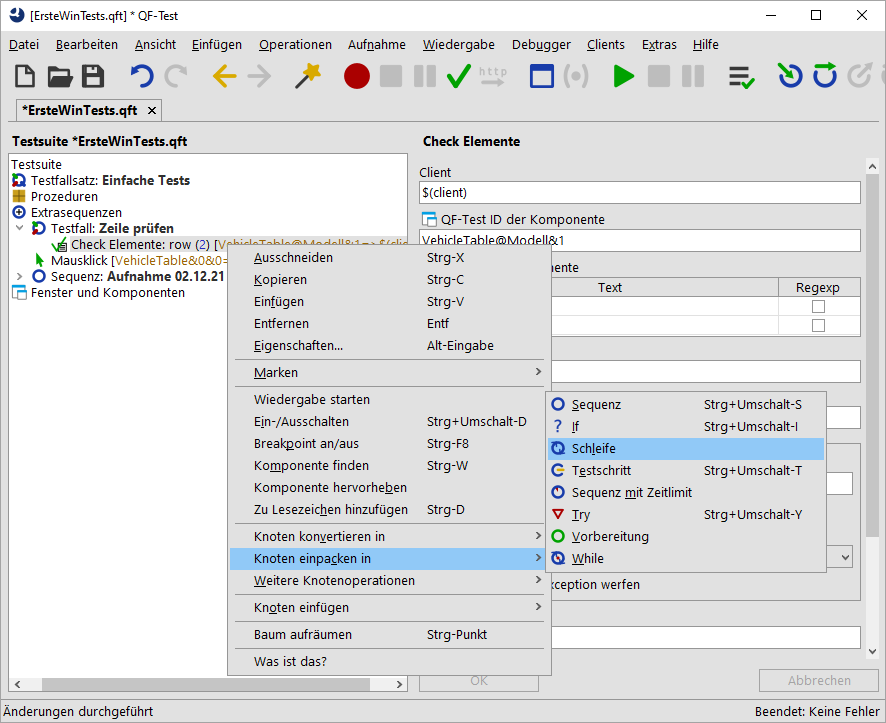 [ErsteWinTests.qft] * QF-Test
Datei Bearbeiten Ansicht Einfügen Operationen Aufnahme Wiedergabe Debugger Clients Extras Hilfe
http
*ErsteWinTests.qft
Testsuite *ErsteWinTests.qft
Testsuite
Testfallsatz: Einfache Tests
Prozeduren
Extrasequenzen
Testfall: Zeile prüfen
Check Elemente: row (2) [VehicleTable@Modell&1=> $(clie
Mausklick [VehicleTable&0&0=
Sequenz: Aufnahme 02.12.21
Fenster und Komponenten
Ausschneiden Strg-X
Kopieren Strg-C
Einfügen Strg-V
Entfernen Entf
Eigenschaften... Alt-Eingabe
Marken
Wiedergabe starten
Ein-/Ausschalten Strg+Umschalt-D
Breakpoint an/aus Strg-F8
Komponente finden Strg-W
Komponente hervorheben
Zu Lesezeichen hinzufügen Strg-D
Knoten konvertieren in
Knoten einpacken in
Weitere Knotenoperationen
Knoten einfügen
Baum aufräumen Strg-Punkt
Was ist das?
Sequenz Strg+Umschalt-S
If Strg+Umschalt-I
Schleife
Testschritt Strg+Umschalt-T
Sequenz mit Zeitlimit
Try Strg+Umschalt-Y
Vorbereitung
While
Check Elemente
Client
$(client)
QF-Test ID der Komponente
VehicleTable@Modell&1
mente
Text Regexp
xception werfen
OK Abbrechen
Änderungen durchgeführt Beendet: Keine Fehler